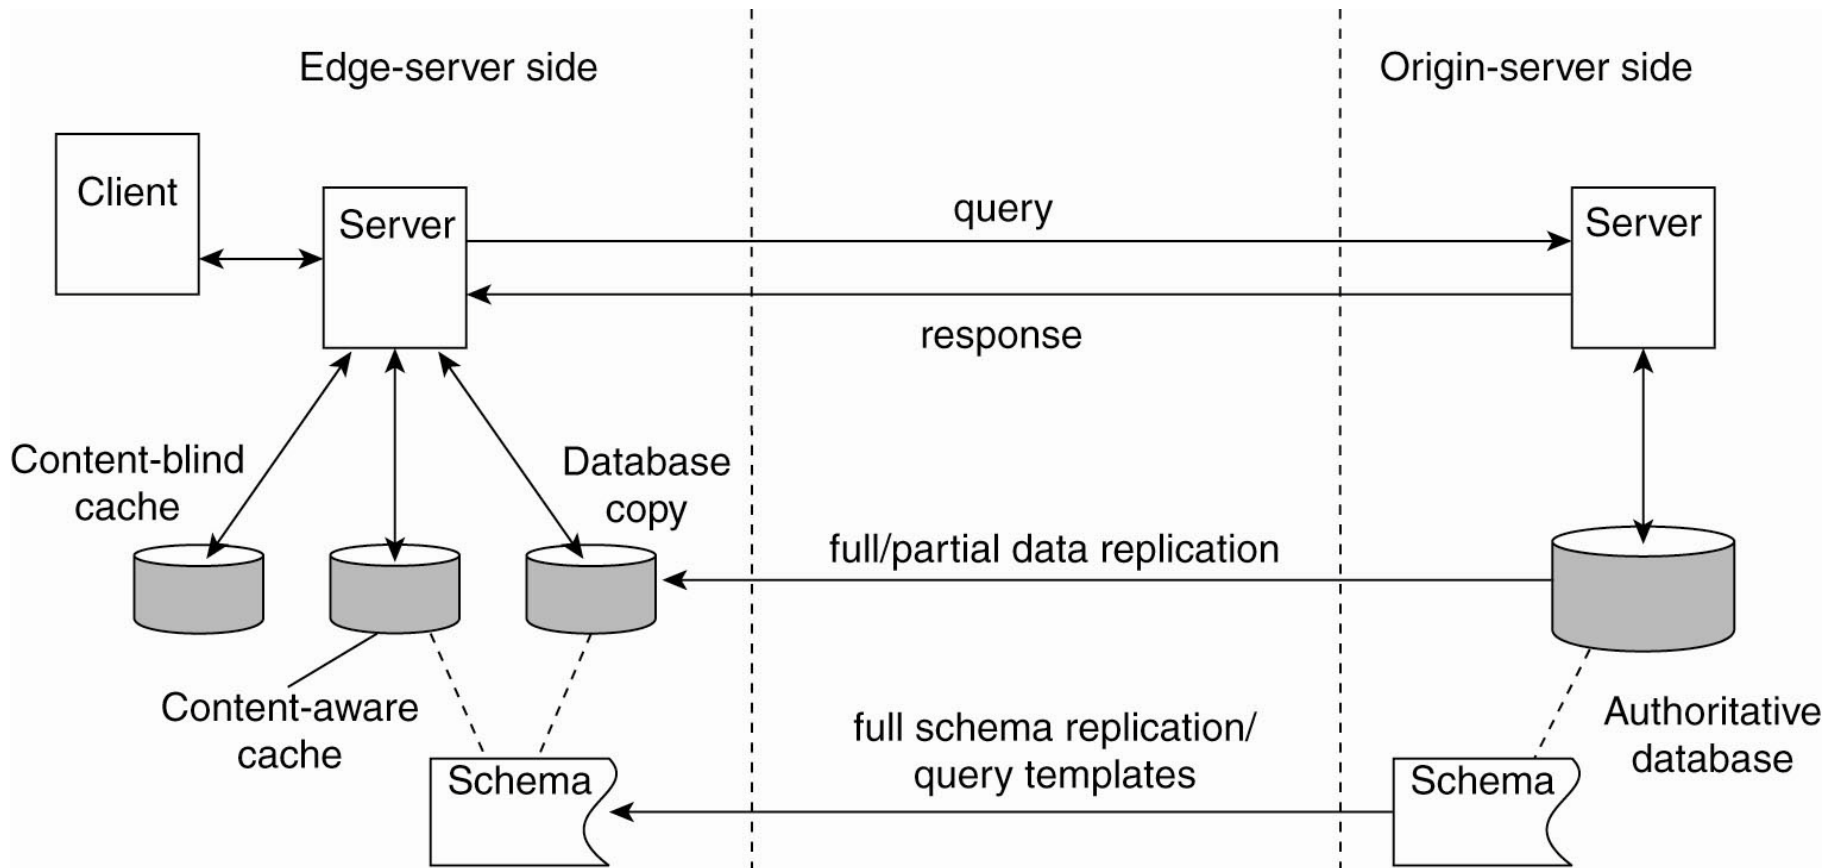 Edge-server side
Origin-server side
Client
Server
query
Server
response
Content-blind
cache
Database
copy
full/partial data replication
Content-aware
cache
full schema replication/
query templates
Authoritative
database
Schema
Schema